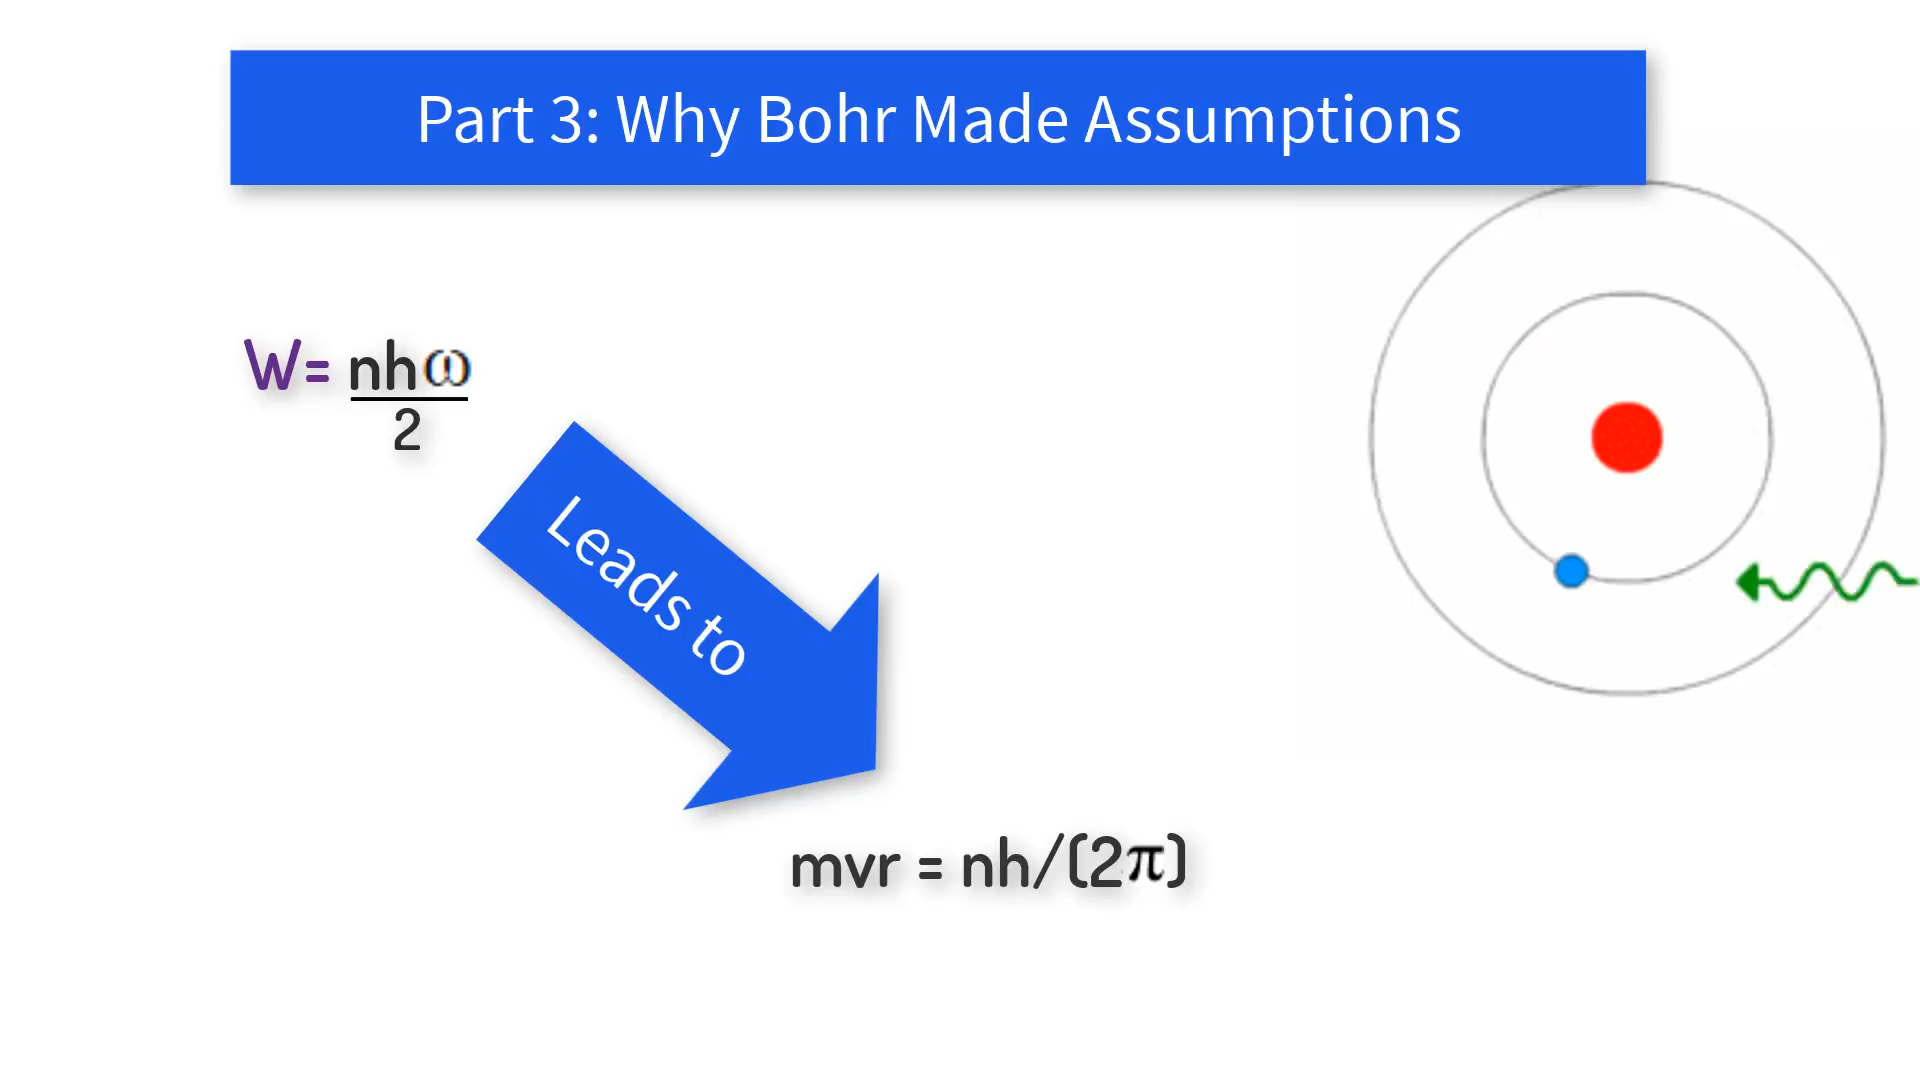 Part 3: Why Bohr Made Assumptions
W= nhω
2
Leads to
mvr = nh/(2π)